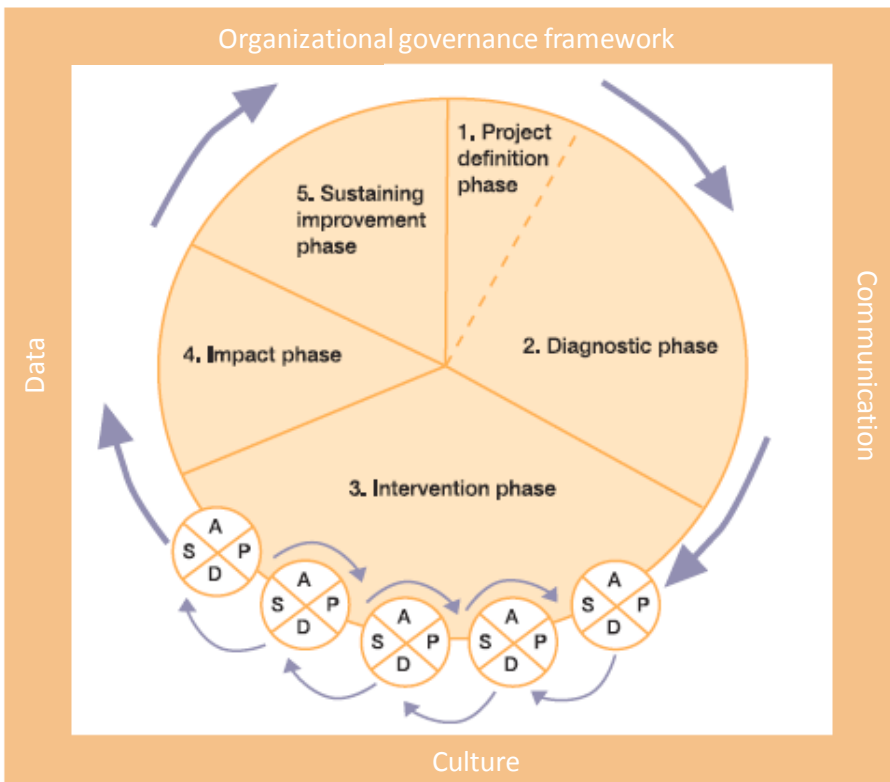 Organizational governance framework
1. Project
definition
phase
5. Sustaining
improvement
phase
2. Diagnostic phase
4. Impact phase
Data
Communication
3. Intervention phase
A
S P
D
A
S P
D
A
S P
D
A
S P
D
A
S P
D
Culture